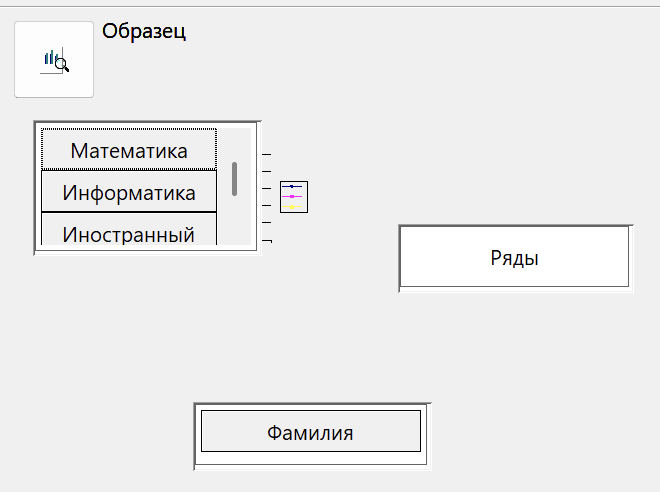 Образец
Математика
Информатика
Иностранный
Ряды
Фамилия